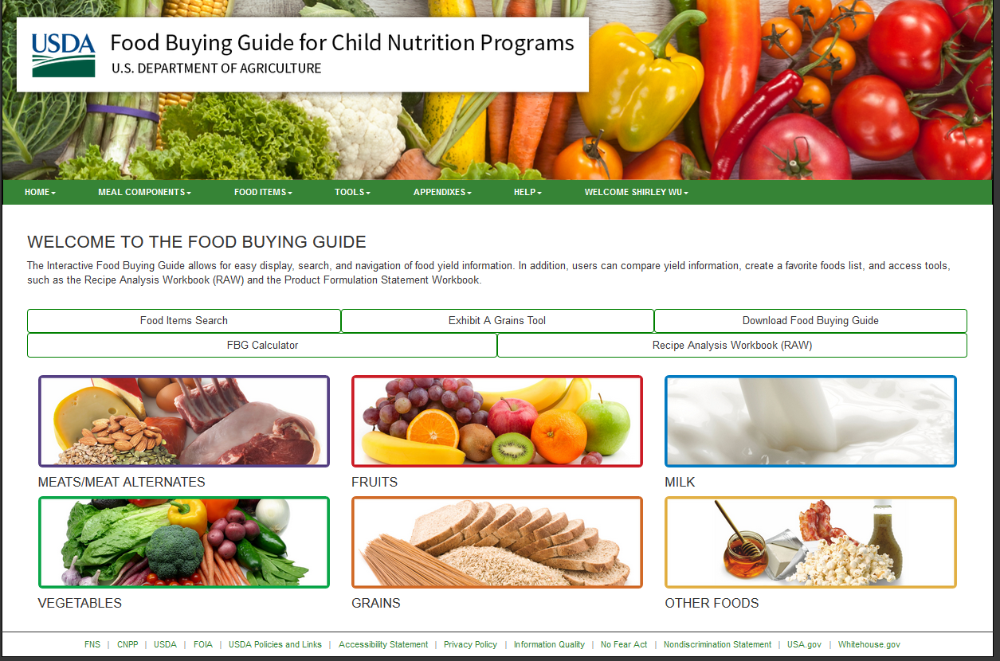 USDA
Food Buying Guide for Child Nutrition Programs
U.S. DEPARTMENT OF AGRICULTURE
HOME
MEAL COMPONENTS
FOOD ITEMS
TOOLS
APPENDIXES
HELP
WELCOME SHIRLEY WU
WELCOME TO THE FOOD BUYING GUIDE
The Interactive Food Buying Guide allows for easy display, search, and navigation of food yield information. In addition, users can compare yield information, create a favorite foods list, and access tools,
such as the Recipe Analysis Workbook (RAW) and the Product Formulation Statement Workbook.
Food Items Search
Exhibit A Grains Tool
Download Food Buying Guide
FBG Calculator
Recipe Analysis Workbook (RAW)
MEATS/MEAT ALTERNATES
FRUITS
MILK
VEGETABLES
GRAINS
OTHER FOODS
FNS | CNPP | USDA | FOIA | USDA Policies and Links | Accessibility Statement | Privacy Policy | Information Quality | No Fear Act | Nondiscrimination Statement | USA.gov | Whitehouse.gov